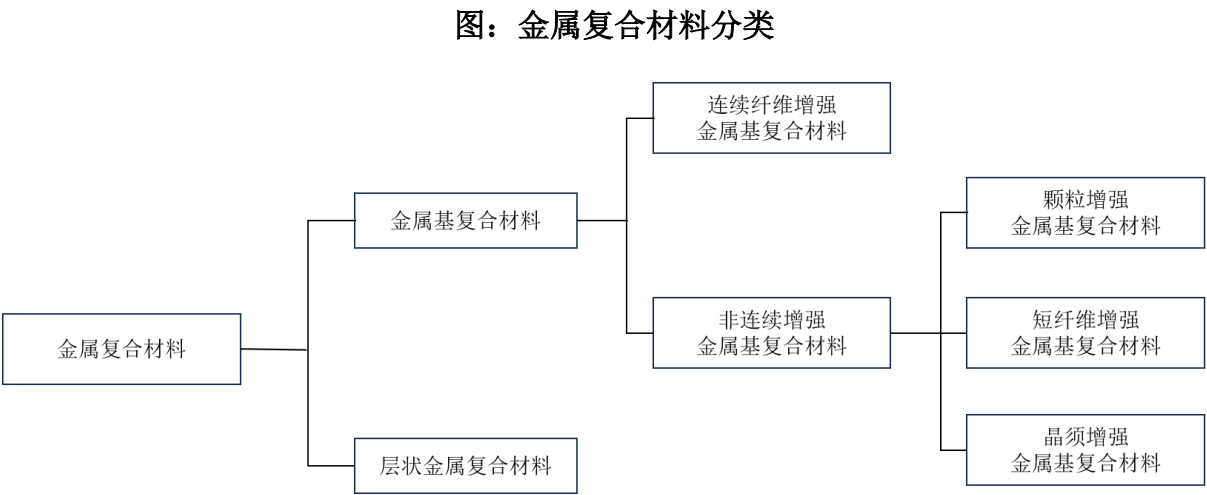 图：金属复合材料分类
连续纤维增强
金属基复合材料
颗粒增强
金属基复合材料
金属基复合材料
非连续增强
金属基复合材料
短纤维增强
金属基复合材料
金属复合材料
晶须增强
金属基复合材料
层状金属复合材料